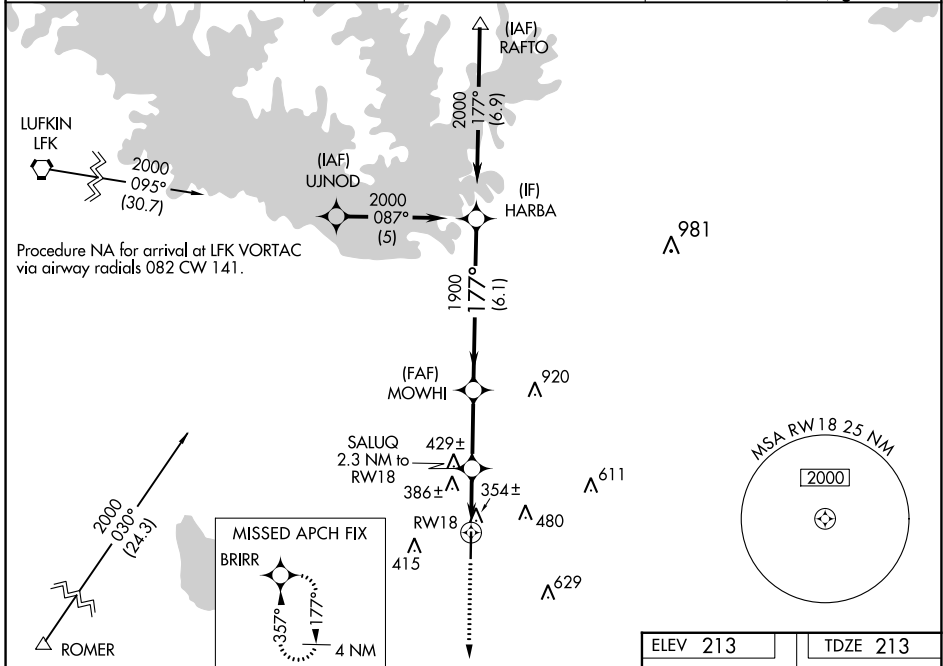 (IAF)
RAFTO
2000
177°
(6.9)
LUFKIN
LFK
2000
095°
(30.7)
(IAF)
UJNOD
2000
087°
(5)
(IF)
HARBA
981
Procedure NA for arrival at LFK VORTAC
via airway radials 082 CW 141.
1900
177°
(6.1)
(FAF)
MOWHI
920
SALUQ
2.3 NM to
RW18
429±
386±
354±
611
480
RW18
415
629
MSA RW18 25 NM
2000
2000
030°
(24.3)
ROMER
MISSED APCH FIX
BRIRR
357°
177°
4 NM
ELEV 213
TDZE 213